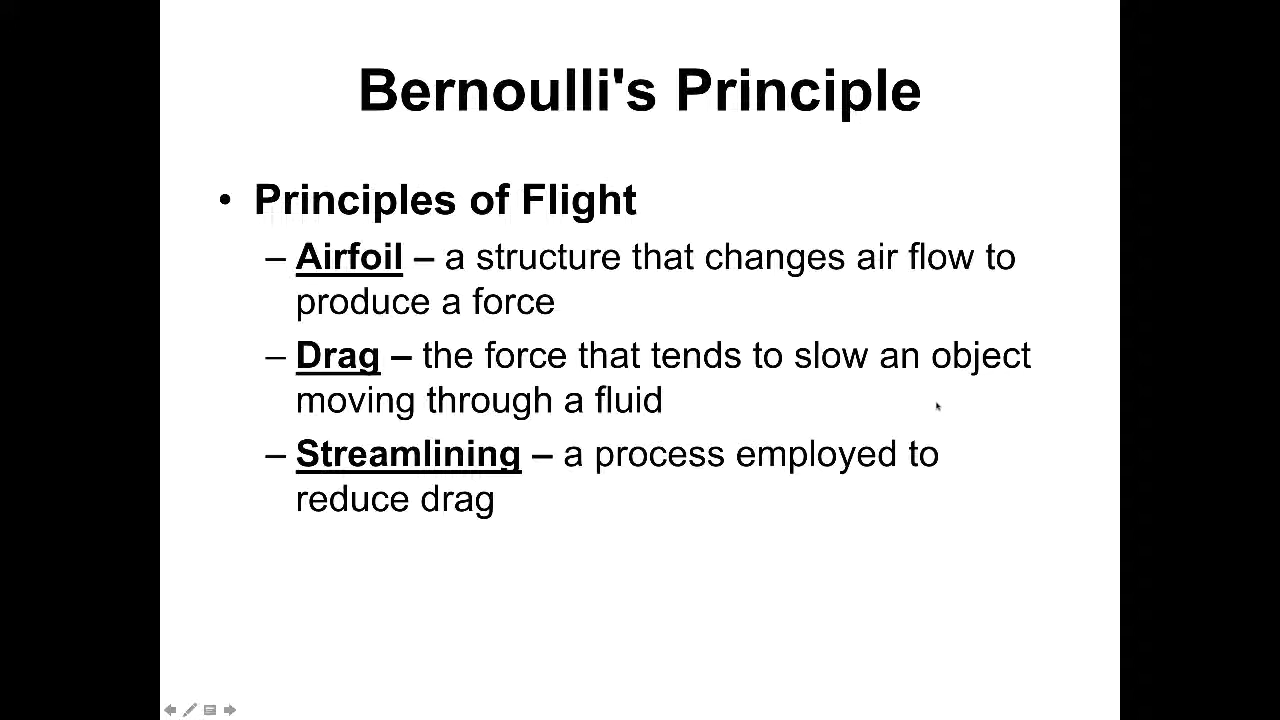 Bernoulli's Principle
• Principles of Flight
– Airfoil – a structure that changes air flow to
produce a force
– Drag – the force that tends to slow an object
moving through a fluid
– Streamlining – a process employed to
reduce drag